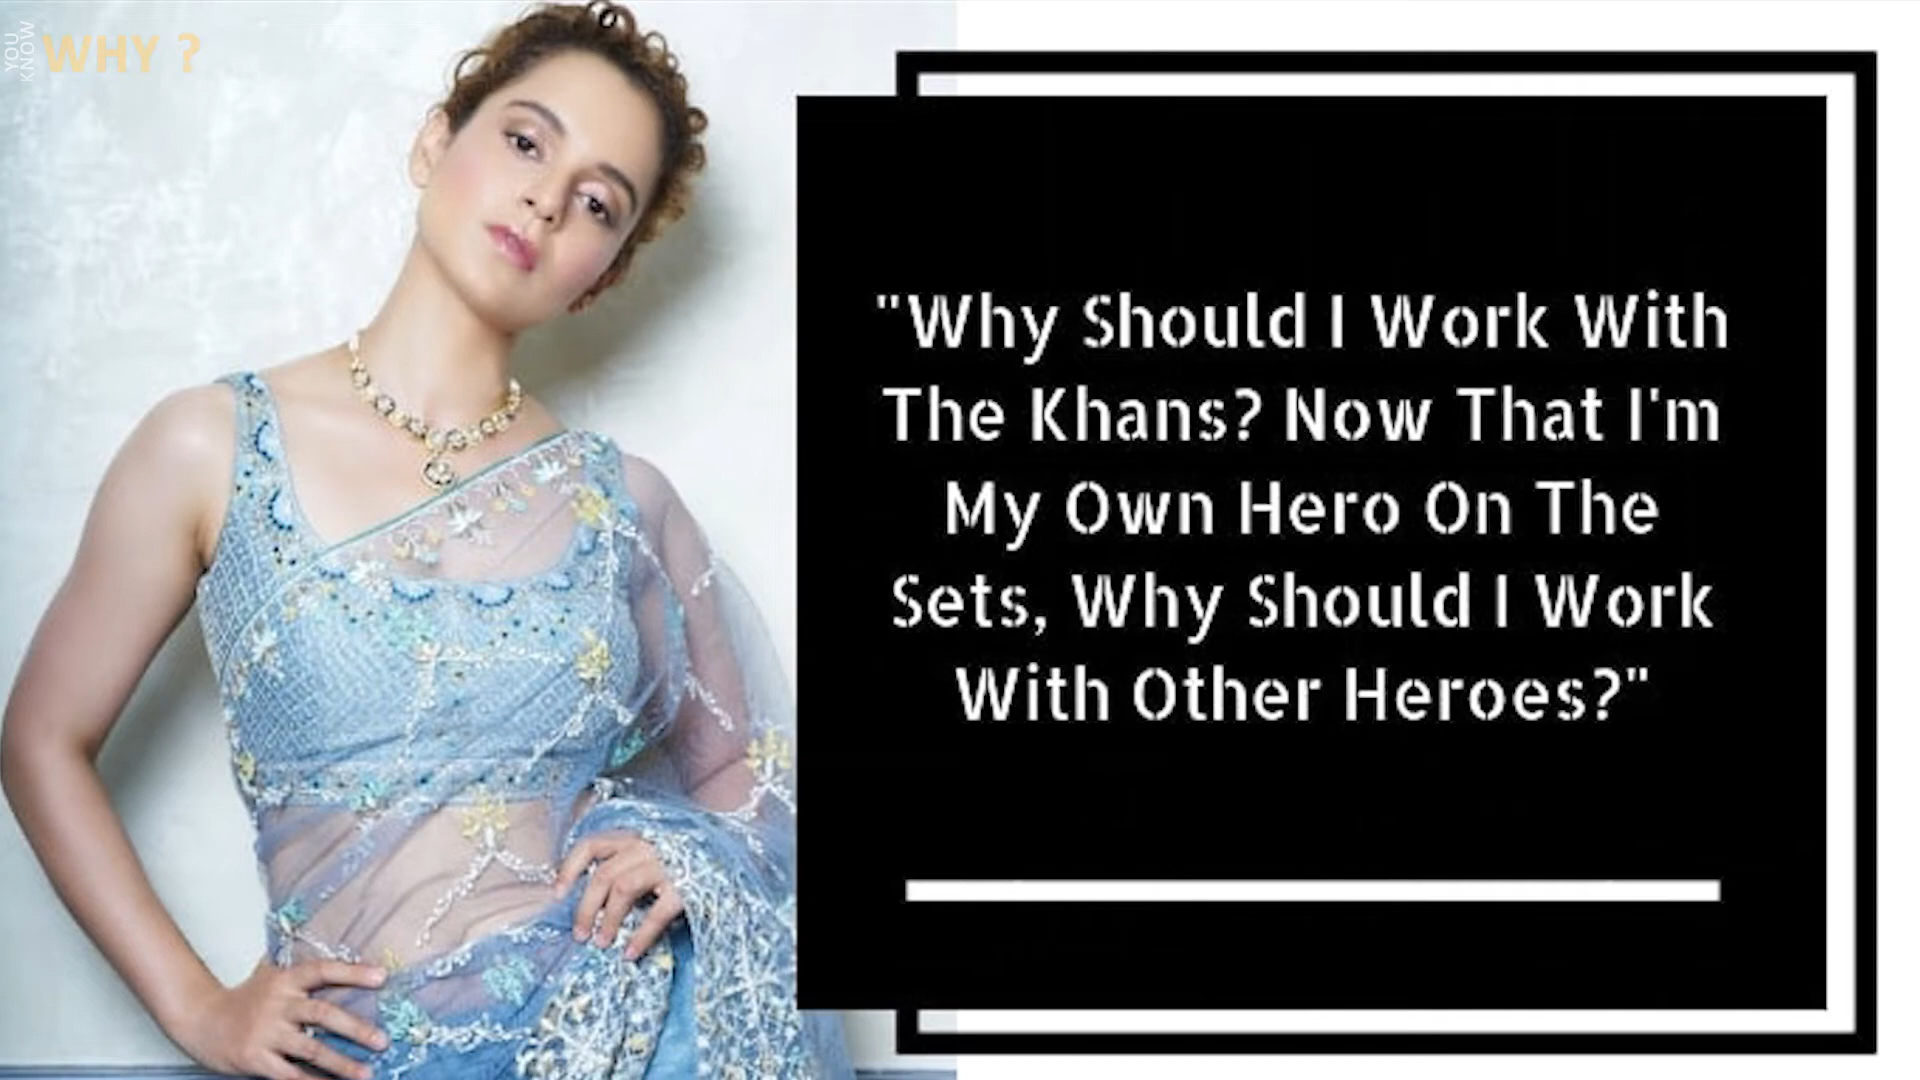 YOU
KNOW
WHY ?
"Why Should I Work With
The Khans? Now That I'm
My Own Hero On The
Sets, Why Should I Work
With Other Heroes?"